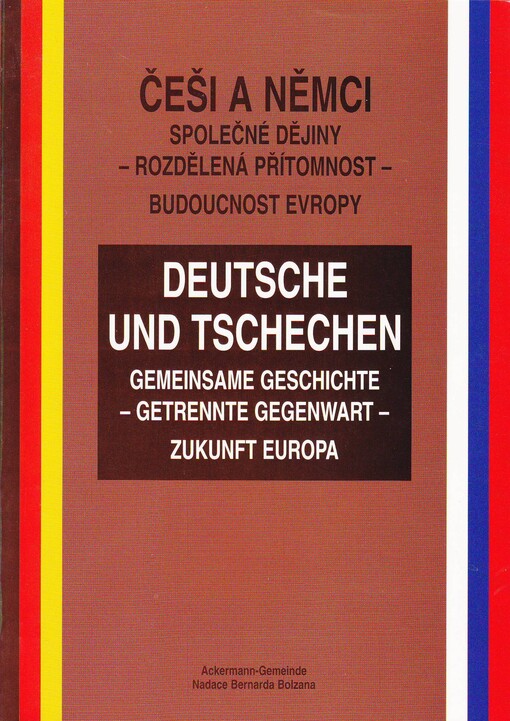 ČEŠI A NĚMCI
SPOLEČNÉ DĚJINY
– ROZDĚLENÁ PŘÍTOMNOST –
BUDOUCNOST EVROPY
DEUTSCHE
UND TSCHECHEN
GEMEINSAME GESCHICHTE
– GETRENNTE GEGENWART –
ZUKUNFT EUROPA
Ackermann-Gemeinde
Nadace Bernarda Bolzana